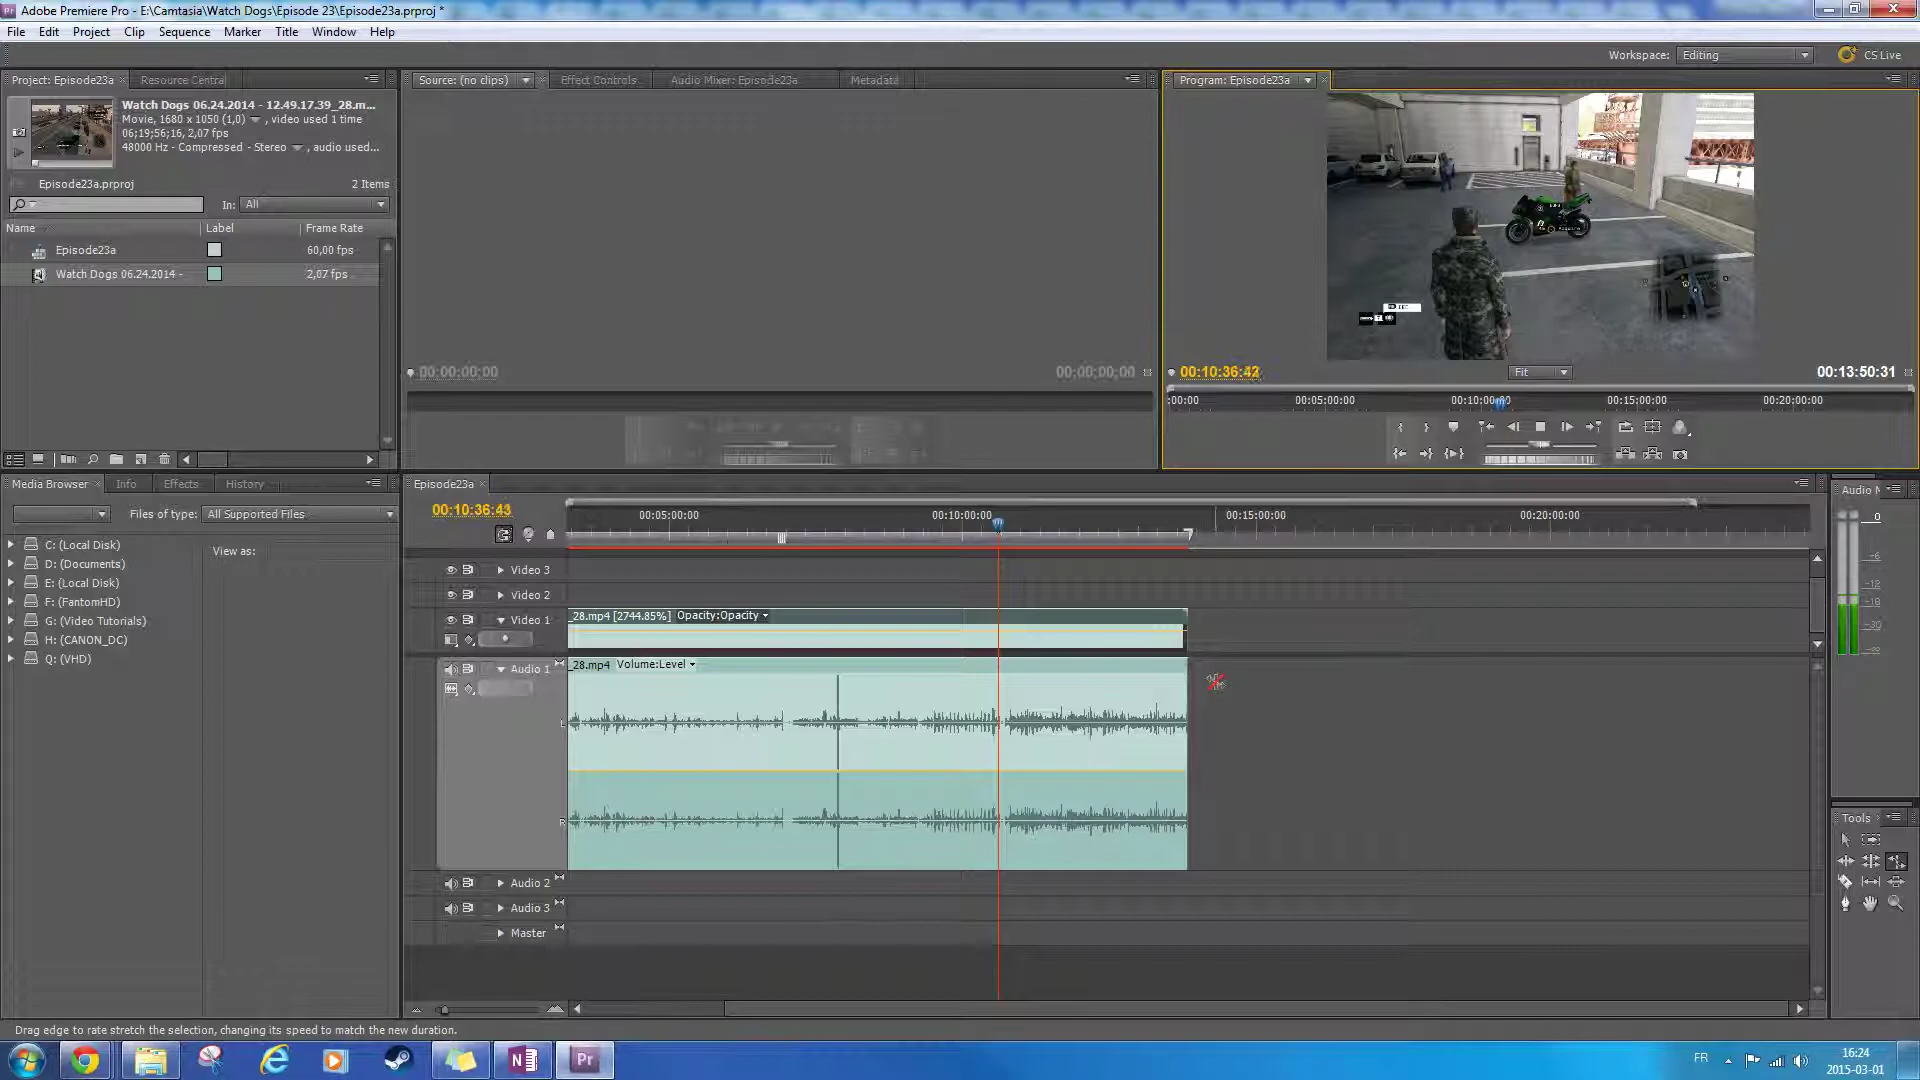 Adobe Premiere Pro - E:\Camtasia\Watch Dogs\Episode 23\Episode23a.prproj *
File Edit Project Clip Sequence Marker Title Window Help
Workspace: Editing CS Live
Project: Episode23a Resource Central
Source: (no clips) Effect Controls Audio Mixer: Episode23a Metadata
Program: Episode23a
Watch Dogs 06.24.2014 - 12.49.17.39_28.m...
Movie, 1680 x 1050 (1,0) , video used 1 time
06;19;56;16, 2,07 fps
48000 Hz - Compressed - Stereo , audio used...
Episode23a.prproj 2 Items
In: All
Name Label Frame Rate
Episode23a 60,00 fps
Watch Dogs 06.24.2014 - 2,07 fps
00;00;00;00 00;00;00;00
00:10:36:42 Fit 00:13:50:31
:00:00 00:05:00:00 00:10:00:00 00:15:00:00 00:20:00:00
Media Browser Info Effects History
Files of type: All Supported Files
View as:
C: (Local Disk)
D: (Documents)
E: (Local Disk)
F: (FantomHD)
G: (Video Tutorials)
H: (CANON_DC)
Q: (VHD)
Episode23a
00:10:36:43
00:05:00:00 00:10:00:00 00:15:00:00 00:20:00:00
Video 3
Video 2
Video 1 _28.mp4 [2744.85%] Opacity:Opacity
Audio 1 _28.mp4 Volume:Level
L
R
Audio 2
Audio 3
Master
Audio
0
-6
-12
-18
-30
Tools
Drag edge to rate stretch the selection, changing its speed to match the new duration.
FR
16:24
2015-03-01